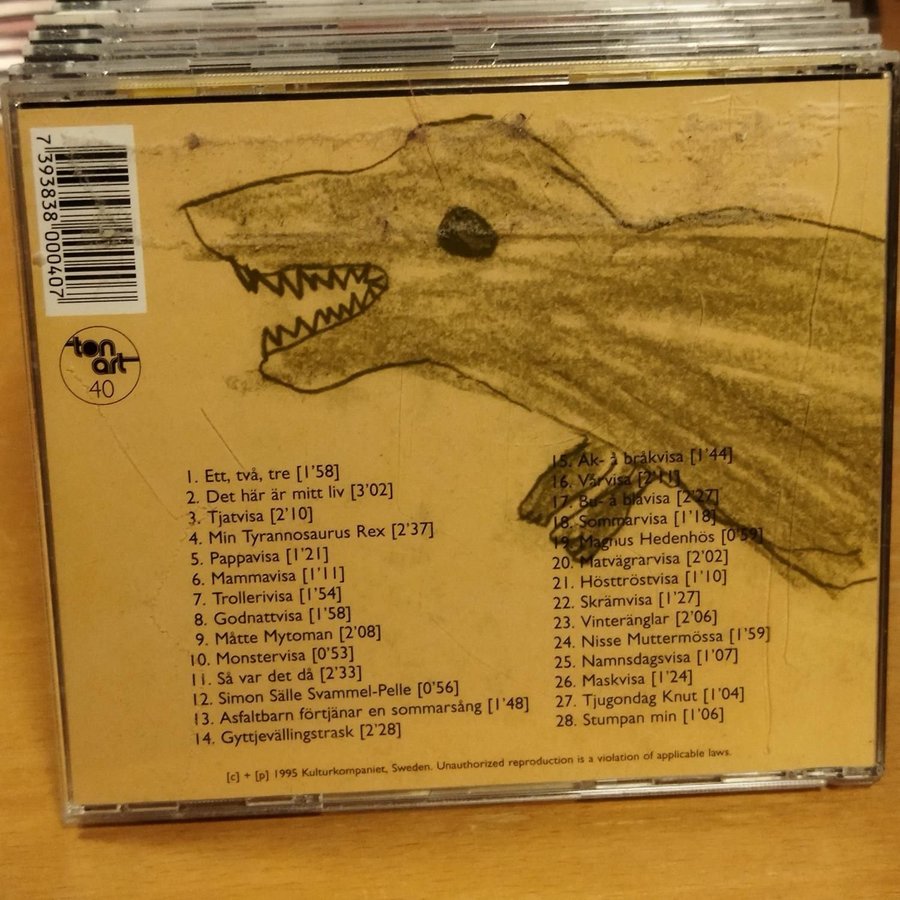 7 393838 000407
ton
art
40
1. Ett, två, tre [1'58]
2. Det här är mitt liv [3'02]
3. Tjatvisa [2'10]
4. Min Tyrannosaurus Rex [2'37]
5. Pappavisa [1'21]
6. Mammavisa [1'11]
7. Trollerivisa [1'54]
8. Godnattvisa [1'58]
9. Måtte Mytoman [2'08]
10. Monstervisa [0'53]
11. Så var det då [2'33]
12. Simon Sälle Svammel-Pelle [0'56]
13. Asfaltbarn förtjänar en sommarsång [1'48]
14. Gyttjevällingstrask [2'28]
15. Åk- å bråkvisa [1'44]
16. Vårvisa [2'11]
17. Bu- å blåvisa [2'27]
18. Sommarvisa [1'18]
19. Magnus Hedenhös [0'59]
20. Matvägrarvisa [2'02]
21. Hösttröstvisa [1'10]
22. Skrämvisa [1'27]
23. Vinteränglar [2'06]
24. Nisse Muttermössa [1'59]
25. Namnsdagsvisa [1'07]
26. Maskvisa [1'24]
27. Tjugondag Knut [1'04]
28. Stumpan min [1'06]
[c] + [p] 1995 Kulturkompaniet, Sweden. Unauthorized reproduction is a violation of applicable laws.